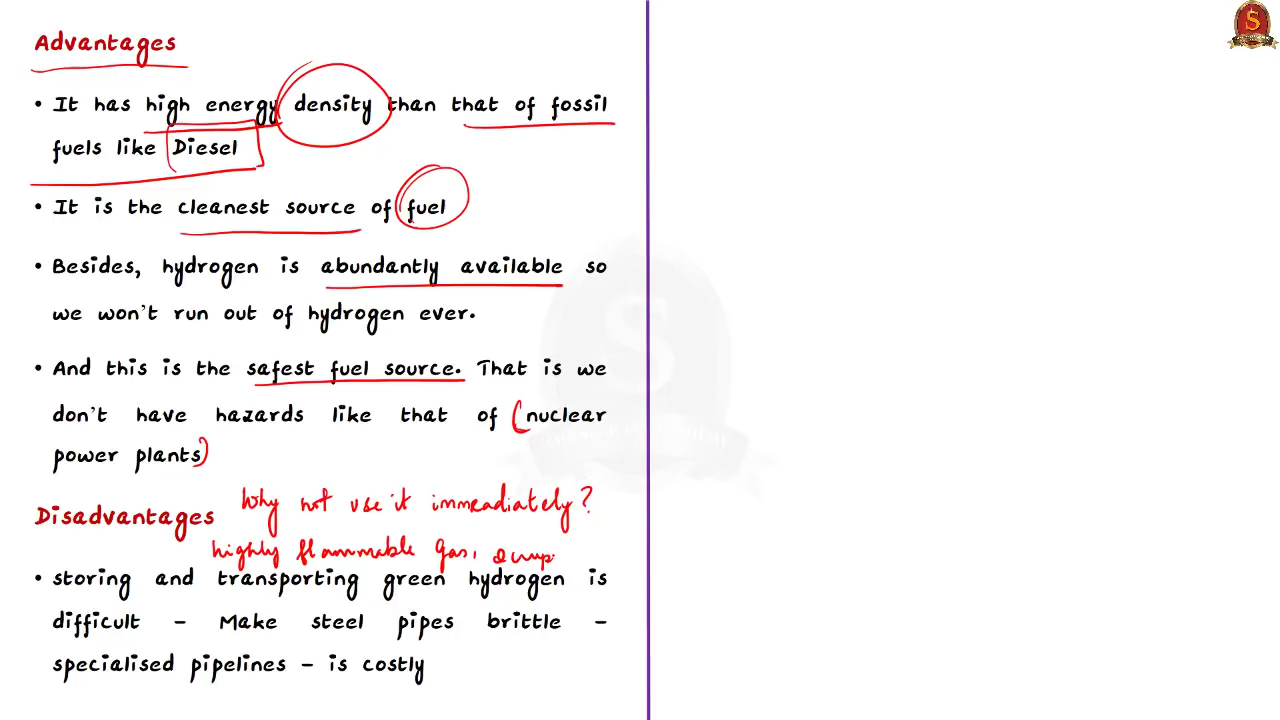 Advantages
• It has high energy density than that of fossil
fuels like Diesel
• It is the cleanest source of fuel
• Besides, hydrogen is abundantly available so
we won't run out of hydrogen ever.
• And this is the safest fuel source. That is we
don't have hazards like that of (nuclear
power plants)
Disadvantages Why not use it immeadiately?
highly flammable gas,
• storing and transporting green hydrogen is
difficult – Make steel pipes brittle –
specialised pipelines – is costly
S
S